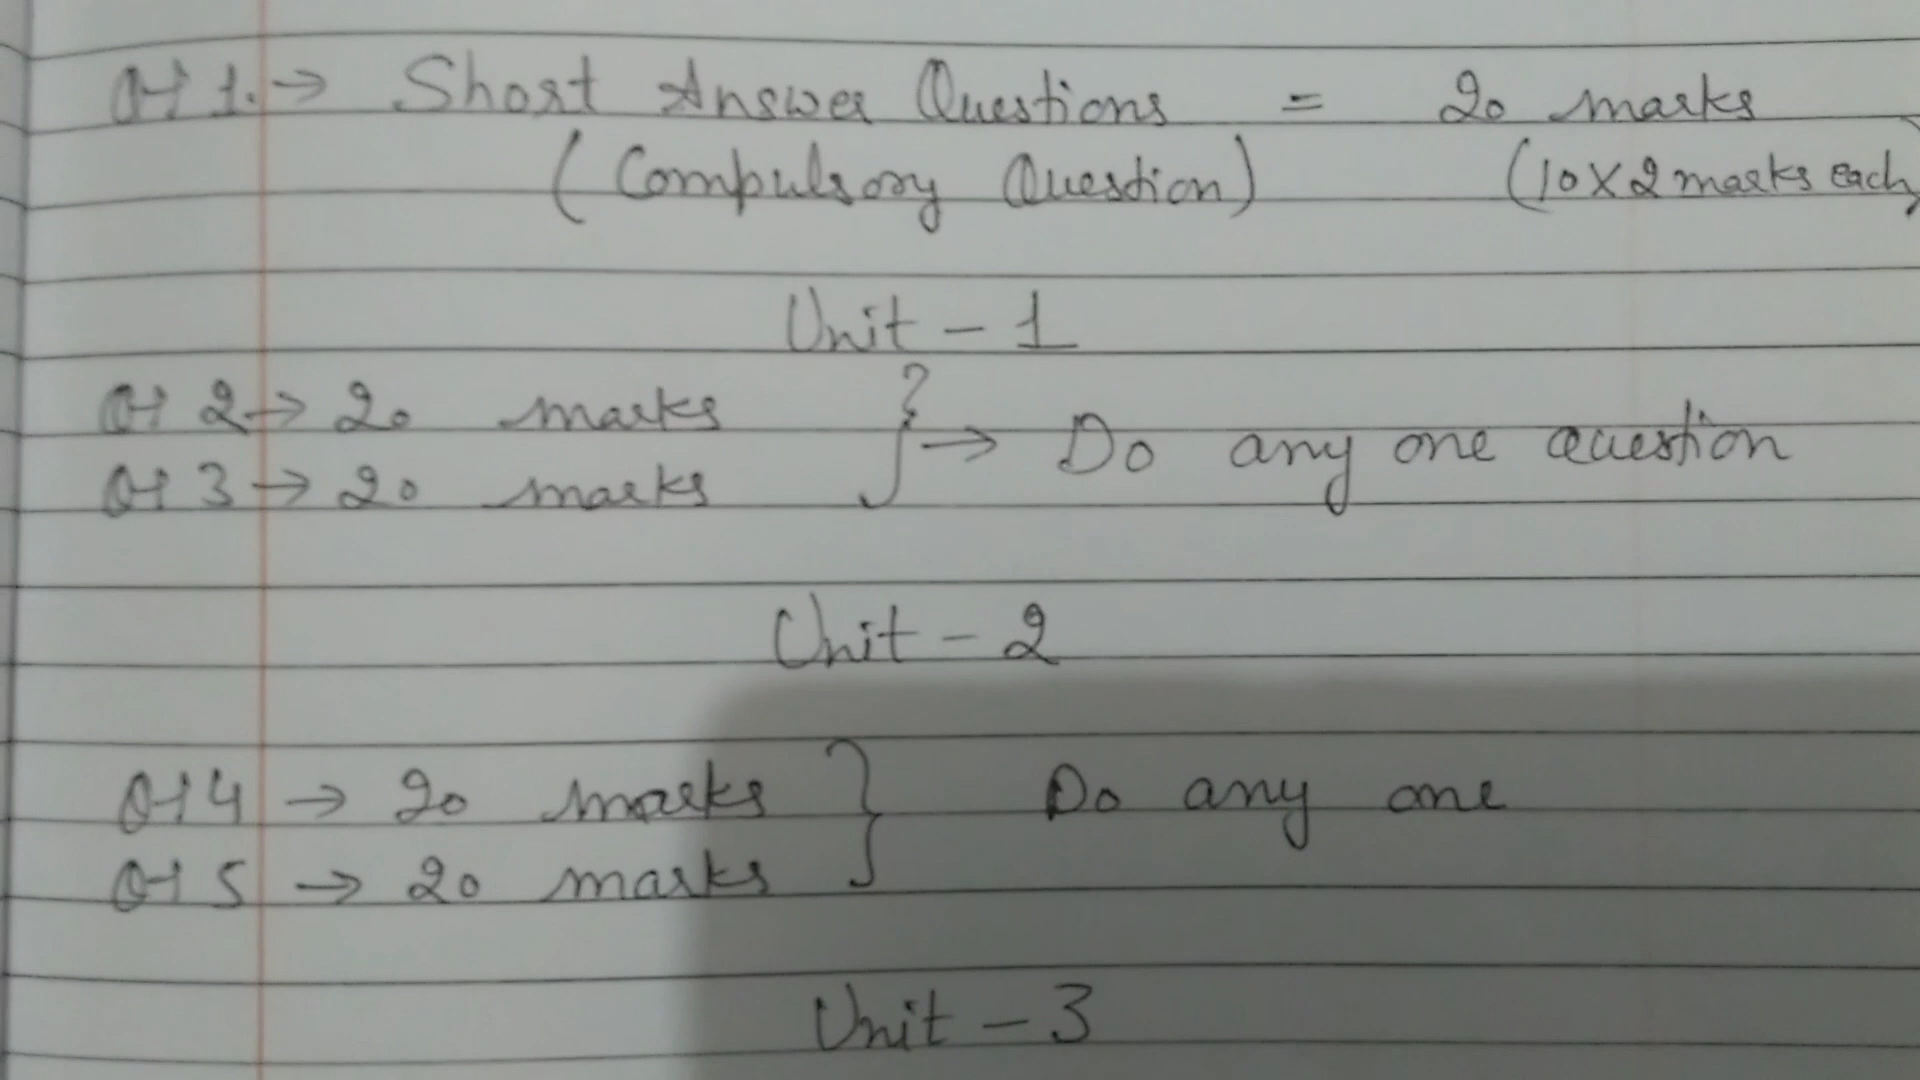 Q1 1. → Short Answer Questions = 20 marks
(Compulsory Question) (10 X 2 marks each)
Unit - 1
Q 2 → 20 marks } → Do any one question
Q 3 → 20 marks
Unit - 2
Q 4 → 20 marks } Do any one
Q 5 → 20 marks
Unit - 3